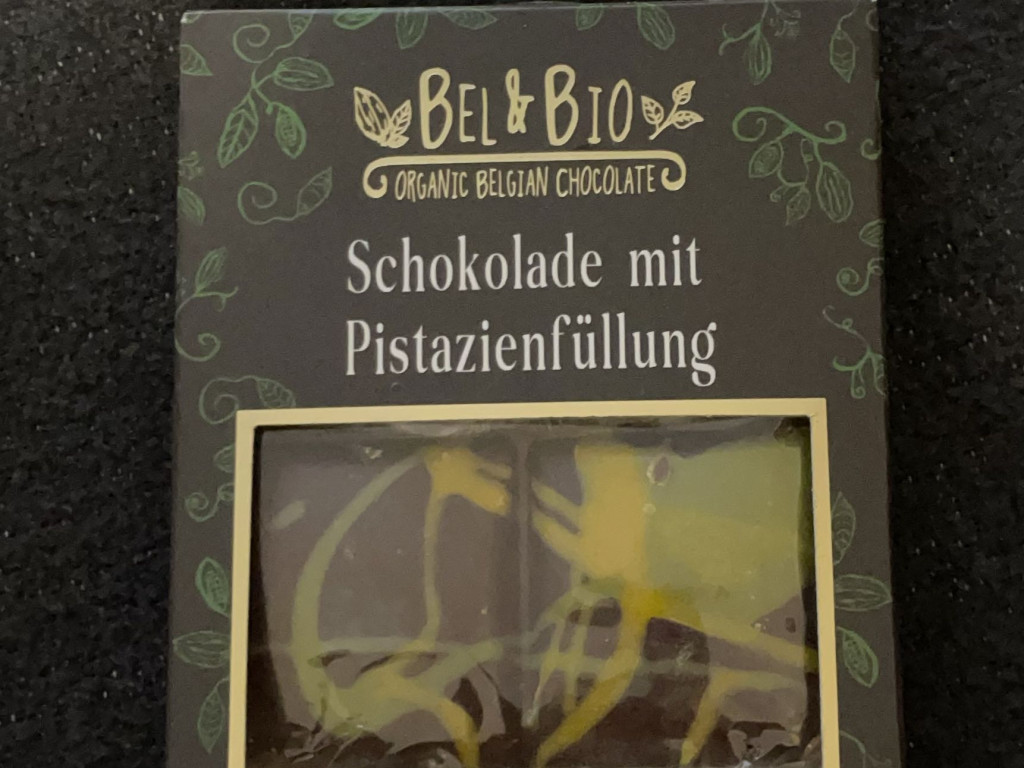 BEL & BIO
ORGANIC BELGIAN CHOCOLATE
Schokolade mit
Pistazienfüllung